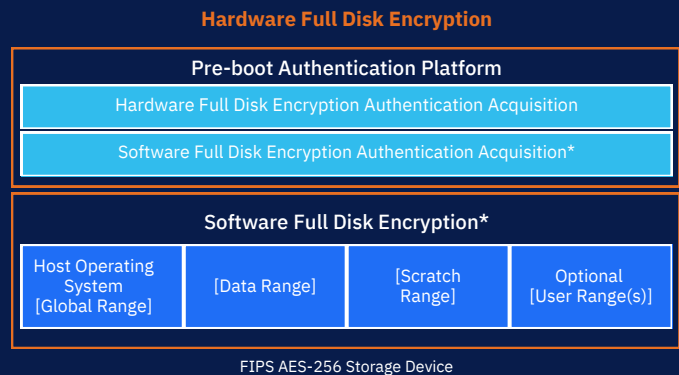 Hardware Full Disk Encryption
Pre-boot Authentication Platform
Hardware Full Disk Encryption Authentication Acquisition
Software Full Disk Encryption Authentication Acquisition*
Software Full Disk Encryption*
Host Operating
System
[Global Range]
[Data Range]
[Scratch
Range]
Optional
[User Range(s)]
FIPS AES-256 Storage Device